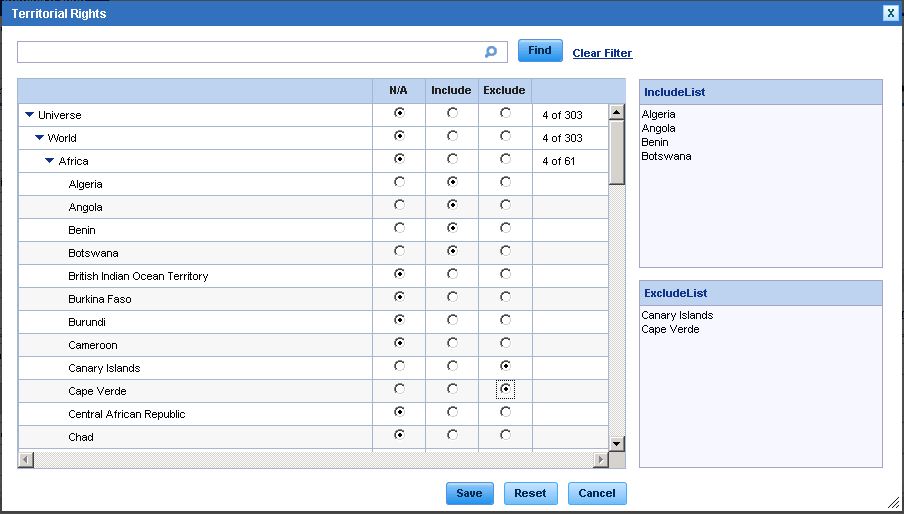 Territorial Rights X
Find Clear Filter
N/A Include Exclude
Universe 4 of 303
World 4 of 303
Africa 4 of 61
Algeria
Angola
Benin
Botswana
British Indian Ocean Territory
Burkina Faso
Burundi
Cameroon
Canary Islands
Cape Verde
Central African Republic
Chad
IncludeList
Algeria
Angola
Benin
Botswana
ExcludeList
Canary Islands
Cape Verde
Save Reset Cancel